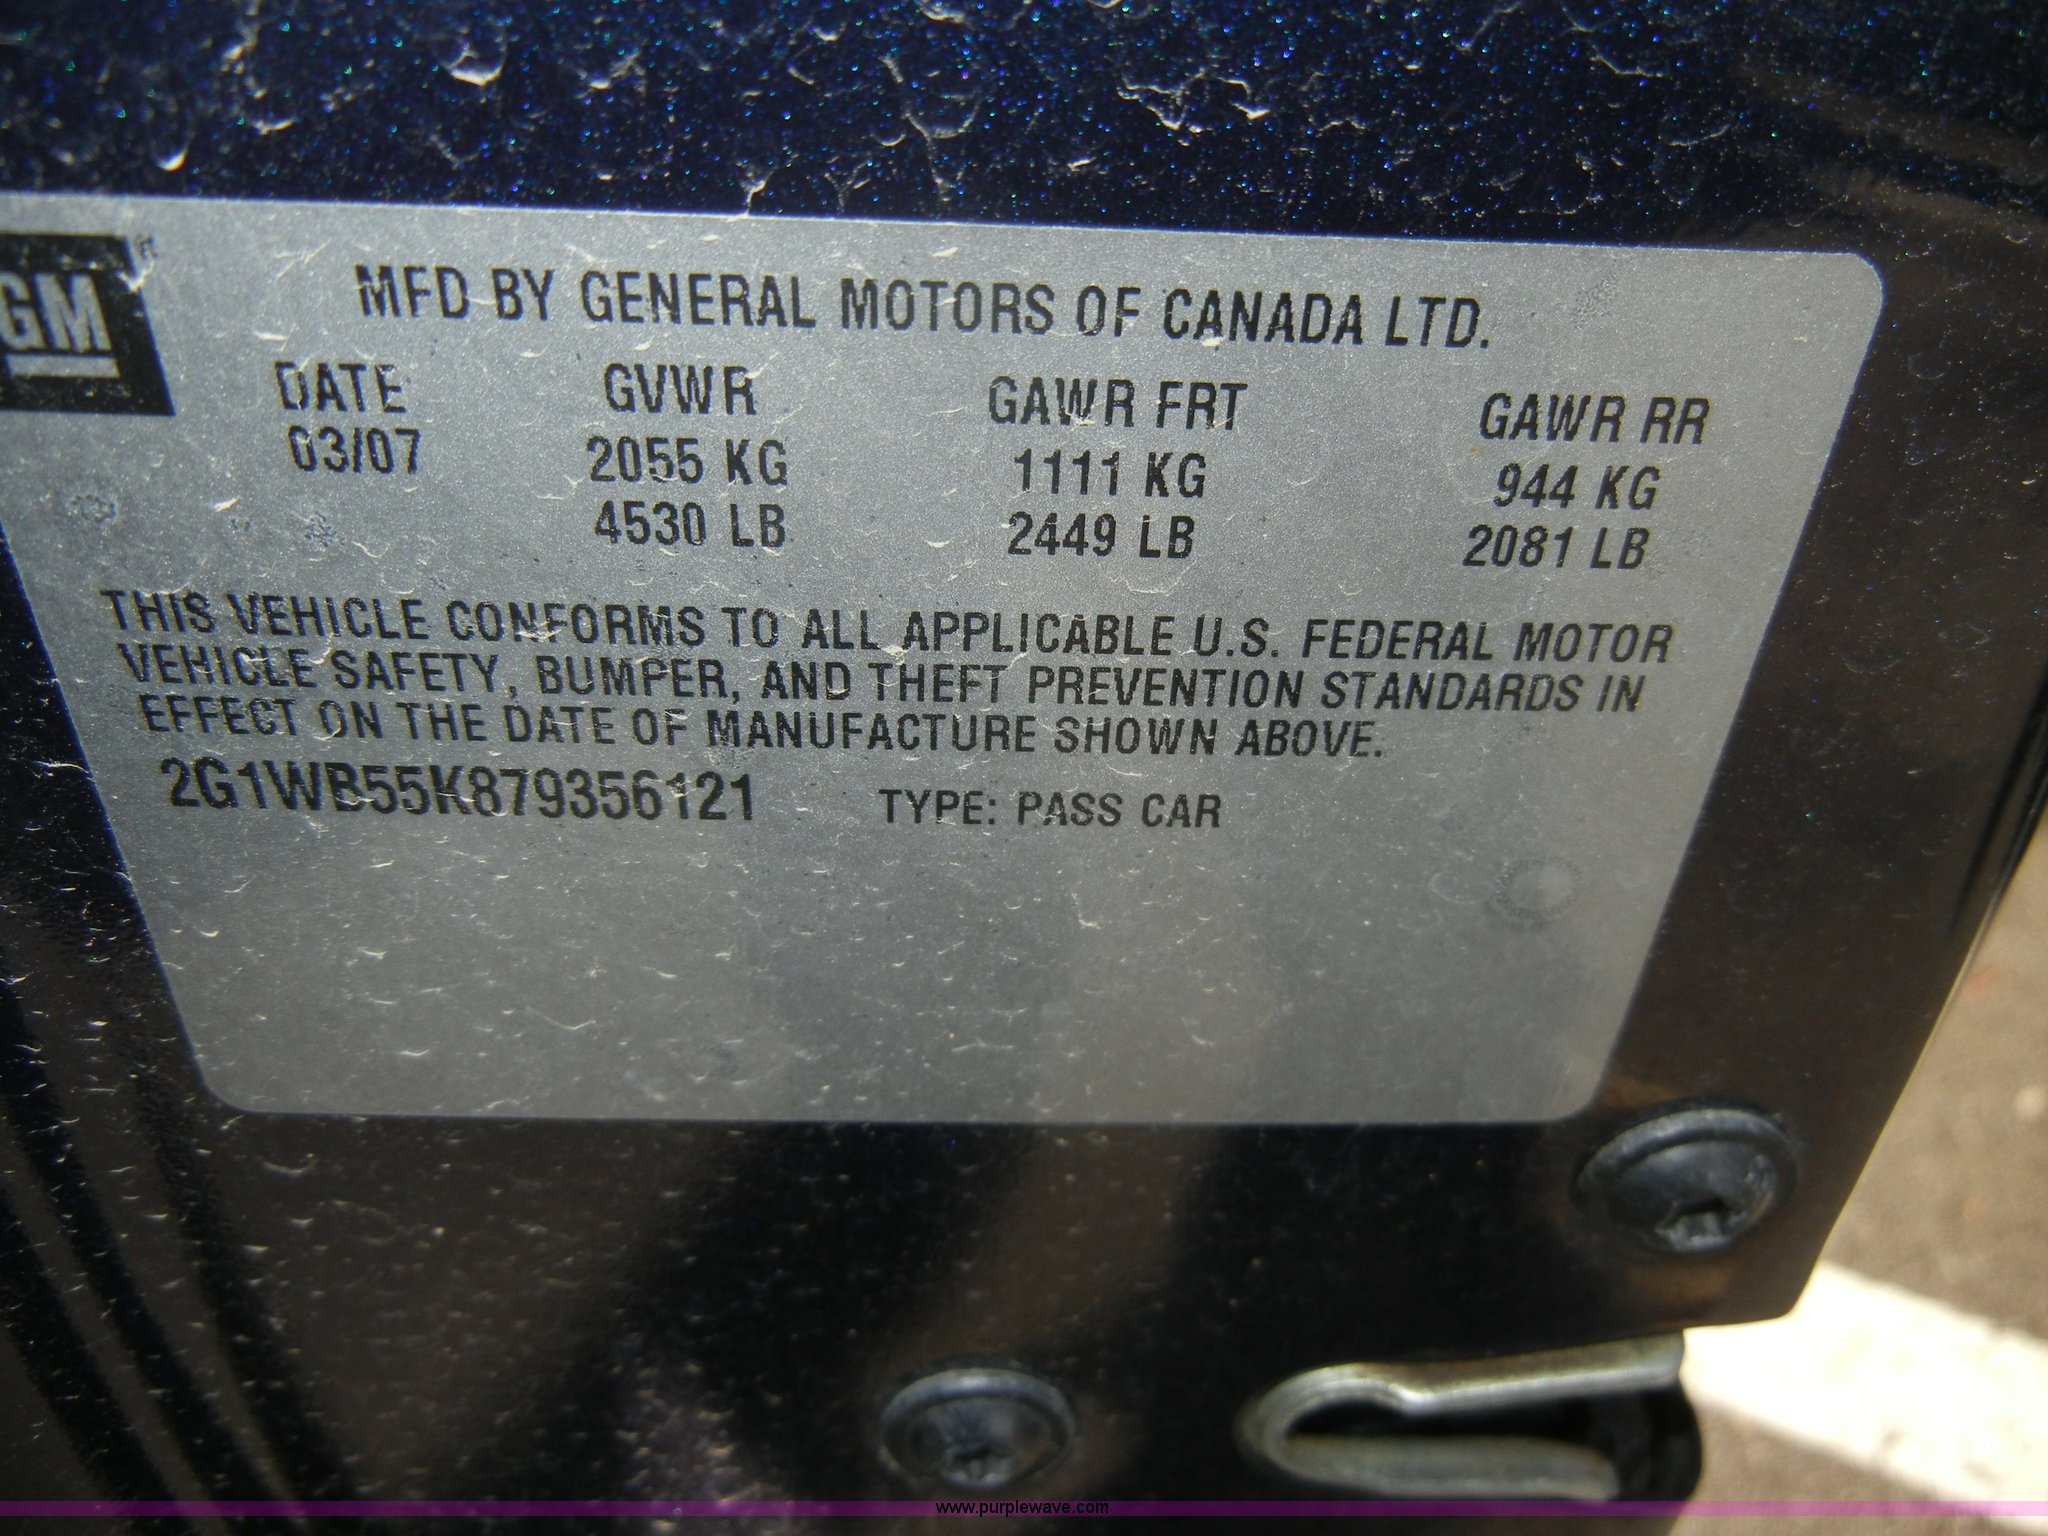 GM
MFD BY GENERAL MOTORS OF CANADA LTD.
DATE GVWR GAWR FRT GAWR RR
03/07 2055 KG 1111 KG 944 KG
4530 LB 2449 LB 2081 LB
THIS VEHICLE CONFORMS TO ALL APPLICABLE U.S. FEDERAL MOTOR
VEHICLE SAFETY, BUMPER, AND THEFT PREVENTION STANDARDS IN
EFFECT ON THE DATE OF MANUFACTURE SHOWN ABOVE.
2G1WB55K879356121 TYPE: PASS CAR
www.purplewave.com